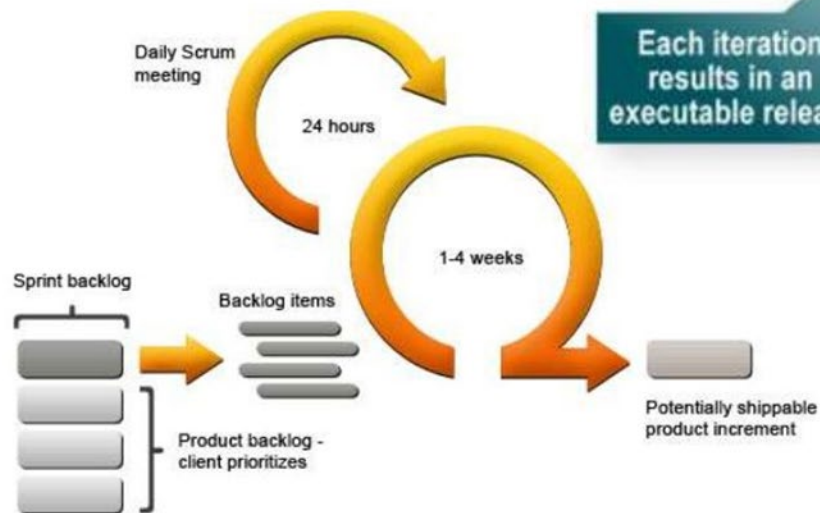 Daily Scrum
meeting
24 hours
Each iteration
results in an
executable
1-4 weeks
Sprint backlog
Backlog items
Product backlog -
client prioritizes
Potentially shippable
product increment